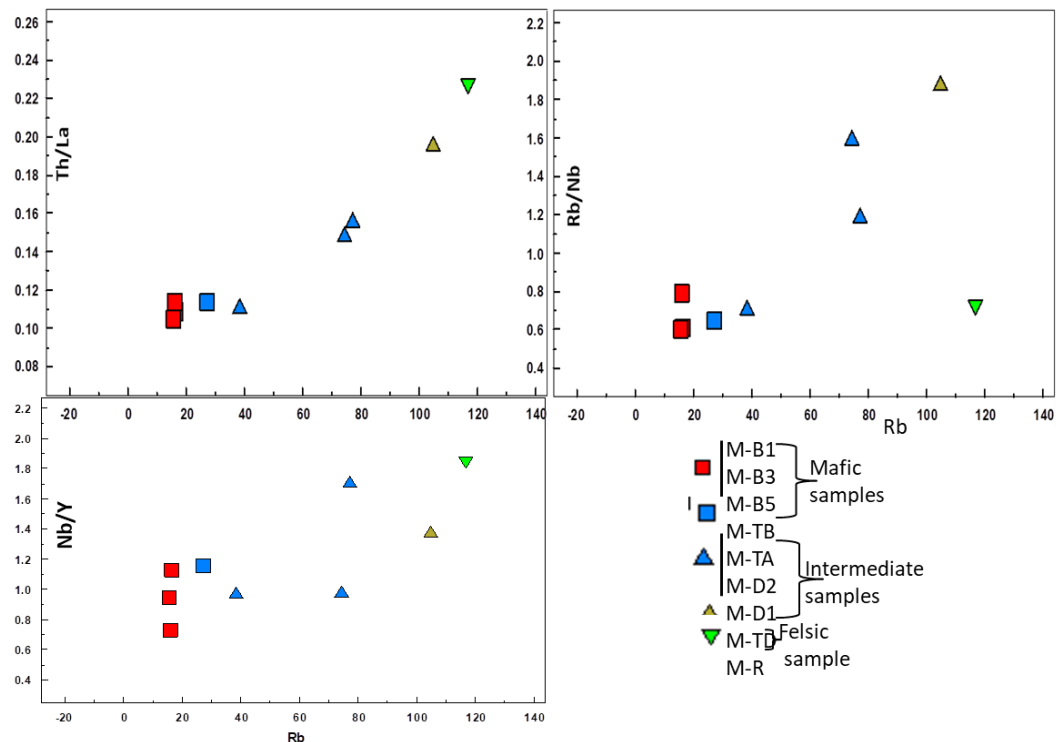 0.26
0.24
0.22
0.20
0.18
0.16
0.14
0.12
0.10
0.08
Th/La
-20 0 20 40 60 80 100 120 140
2.2
2.0
1.8
1.6
1.4
1.2
1.0
0.8
0.6
0.4
Rb/Nb
-20 0 20 40 60 80 100 120 140
Rb
2.2
2.0
1.8
1.6
1.4
1.2
1.0
0.8
0.6
0.4
Nb/Y
-20 0 20 40 60 80 100 120 140
Rb
M-B1
M-B3
M-B5
M-TB
M-TA
M-D2
M-D1
M-TD
M-R
Mafic
samples
Intermediate
samples
Felsic
sample